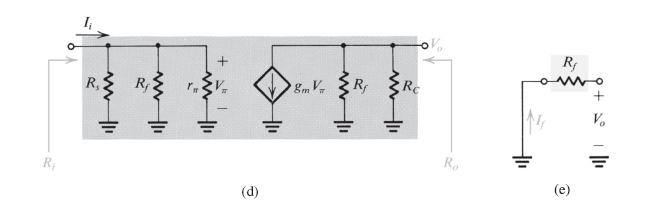 I_i
R_s R_f r_π + V_π − g_m V_π R_f R_C V_o
R_i R_o
(d)
R_f
I_f + V_o −
(e)